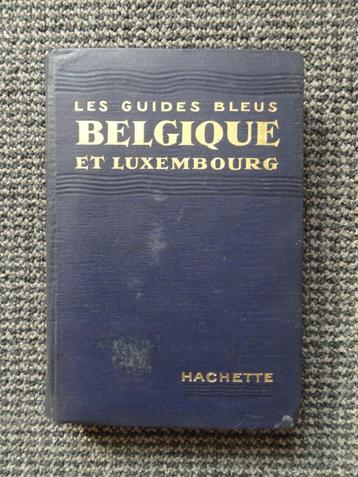 LES GUIDES BLEUS
BELGIQUE
ET LUXEMBOURG
HACHETTE